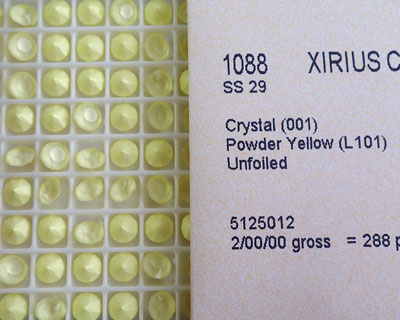 1088 XIRIUS C
SS 29
Crystal (001)
Powder Yellow (L101)
Unfoiled
5125012
2/00/00 gross = 288 p